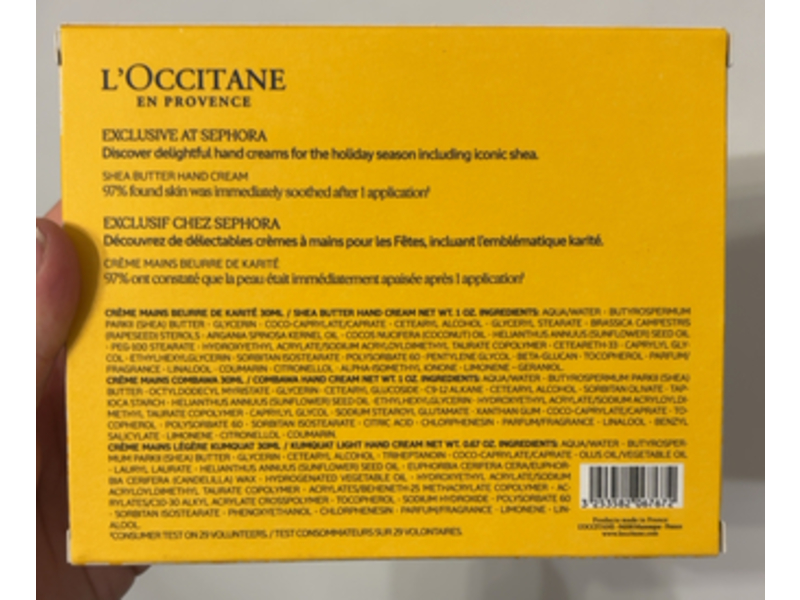 L'OCCITANE
EN PROVENCE
EXCLUSIVE AT SEPHORA
Discover delightful hand creams for the holiday season including iconic shea.
SHEA BUTTER HAND CREAM
97% found skin was immediately soothed after 1 application¹
EXCLUSIF CHEZ SEPHORA
Découvrez de délectables crèmes à mains pour les Fêtes, incluant l'emblématique karité.
CRÈME MAINS BEURRE DE KARITÉ
97% ont constaté que la peau était immédiatement apaisée après 1 application¹
CRÈME MAINS BEURRE DE KARITÉ 30ML / SHEA BUTTER HAND CREAM NET WT. 1 OZ. INGREDIENTS: AQUA/WATER · BUTYROSPERMUM
PARKII (SHEA) BUTTER · GLYCERIN · COCO-CAPRYLATE/CAPRATE · CETEARYL ALCOHOL · GLYCERYL STEARATE · BRASSICA CAMPESTRIS
(RAPESEED) STEROLS · ARGANIA SPINOSA KERNEL OIL · COCOS NUCIFERA (COCONUT) OIL · HELIANTHUS ANNUUS (SUNFLOWER) SEED OIL
· PEG-100 STEARATE · HYDROXYETHYL ACRYLATE/SODIUM ACRYLOYLDIMETHYL TAURATE COPOLYMER · CETEARETH-33 · CAPRYLYL GLY-
COL · ETHYLHEXYLGLYCERIN · SORBITAN ISOSTEARATE · POLYSORBATE 60 · PENTYLENE GLYCOL · BETA-GLUCAN · TOCOPHEROL · PARFUM/
FRAGRANCE · LINALOOL · COUMARIN · CITRONELLOL · ALPHA-ISOMETHYL IONONE · LIMONENE · GERANIOL.
CRÈME MAINS COMBAWA 30ML / COMBAWA HAND CREAM NET WT. 1 OZ. INGREDIENTS: AQUA/WATER · BUTYROSPERMUM PARKII (SHEA)
BUTTER · OCTYLDODECYL MYRISTATE · GLYCERIN · CETEARYL GLUCOSIDE · C9-12 ALKANE · CETEARYL ALCOHOL · SORBITAN OLIVATE · TAP-
IOCA STARCH · HELIANTHUS ANNUUS (SUNFLOWER) SEED OIL · ETHYLHEXYLGLYCERIN · HYDROXYETHYL ACRYLATE/SODIUM ACRYLOYLDI-
METHYL TAURATE COPOLYMER · CAPRYLYL GLYCOL · SODIUM STEAROYL GLUTAMATE · XANTHAN GUM · COCO-CAPRYLATE/CAPRATE · TO-
COPHEROL · POLYSORBATE 60 · SORBITAN ISOSTEARATE · CITRIC ACID · CHLORPHENESIN · PARFUM/FRAGRANCE · LINALOOL · BENZYL
SALICYLATE · LIMONENE · CITRONELLOL · COUMARIN.
CRÈME MAINS LÉGÈRE KUMQUAT 30ML / KUMQUAT LIGHT HAND CREAM NET WT. 0.67 OZ. INGREDIENTS: AQUA/WATER · BUTYROSPER-
MUM PARKII (SHEA) BUTTER · GLYCERIN · CETEARYL ALCOHOL · TRIHEPTANOIN · COCO-CAPRYLATE/CAPRATE · OLUS OIL/VEGETABLE OIL
· LAURYL LAURATE · HELIANTHUS ANNUUS (SUNFLOWER) SEED OIL · EUPHORBIA CERIFERA CERA/EUPHOR-
BIA CERIFERA (CANDELILLA) WAX · HYDROGENATED VEGETABLE OIL · HYDROXYETHYL ACRYLATE/SODIUM
ACRYLOYLDIMETHYL TAURATE COPOLYMER · ACRYLATES/BEHENETH-25 METHACRYLATE COPOLYMER · AC-
RYLATES/C10-30 ALKYL ACRYLATE CROSSPOLYMER · TOCOPHEROL · SODIUM HYDROXIDE · POLYSORBATE 60
· SORBITAN ISOSTEARATE · PHENOXYETHANOL · CHLORPHENESIN · PARFUM/FRAGRANCE · LIMONENE · LIN-
ALOOL.
¹CONSUMER TEST ON 29 VOLUNTEERS. / TEST CONSOMMATEURS SUR 29 VOLONTAIRES.
3 253582 067672
Products made in France
L'OCCITANE - 04100 Manosque - France
www.loccitane.com